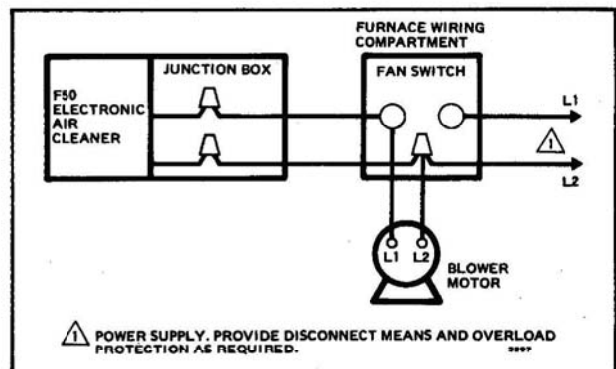 FURNACE WIRING
COMPARTMENT
JUNCTION BOX
FAN SWITCH
F50
ELECTRONIC
AIR
CLEANER
L1
1
L2
L1 L2
BLOWER
MOTOR
1 POWER SUPPLY. PROVIDE DISCONNECT MEANS AND OVERLOAD
PROTECTION AS REQUIRED.